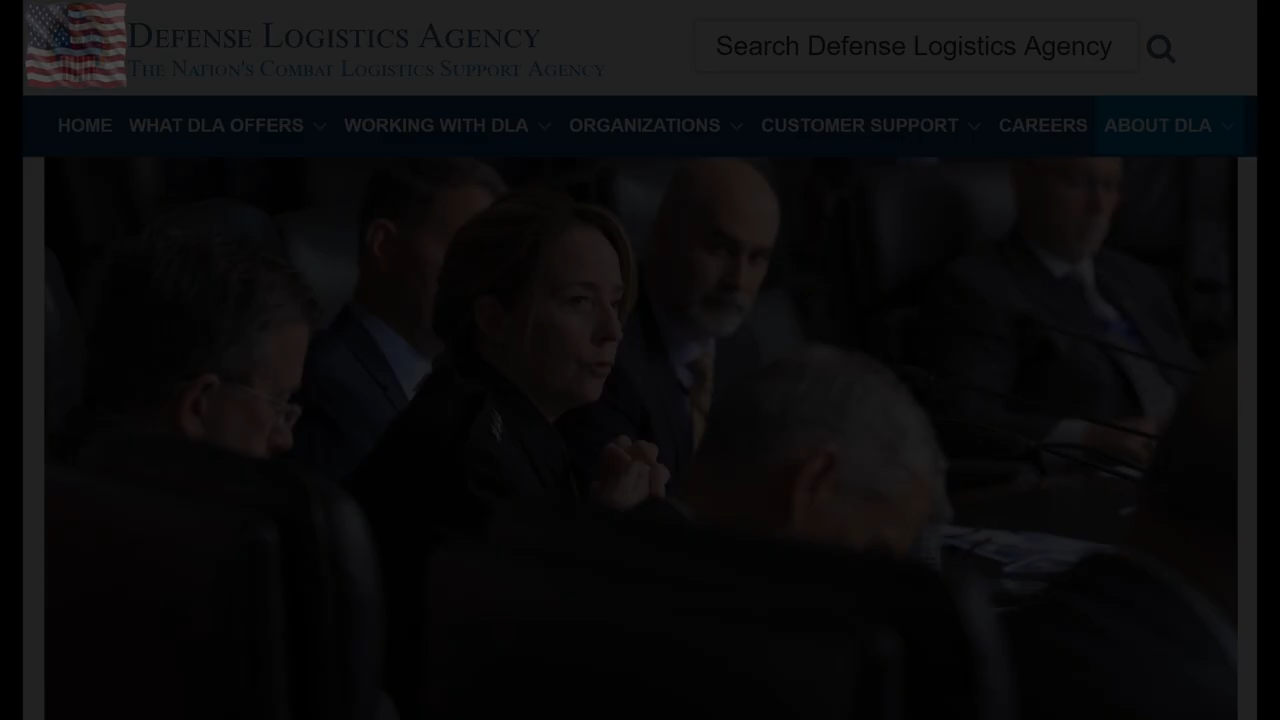 DEFENSE LOGISTICS AGENCY
THE NATION'S COMBAT LOGISTICS SUPPORT AGENCY
Search Defense Logistics Agency
HOME WHAT DLA OFFERS WORKING WITH DLA ORGANIZATIONS CUSTOMER SUPPORT CAREERS ABOUT DLA